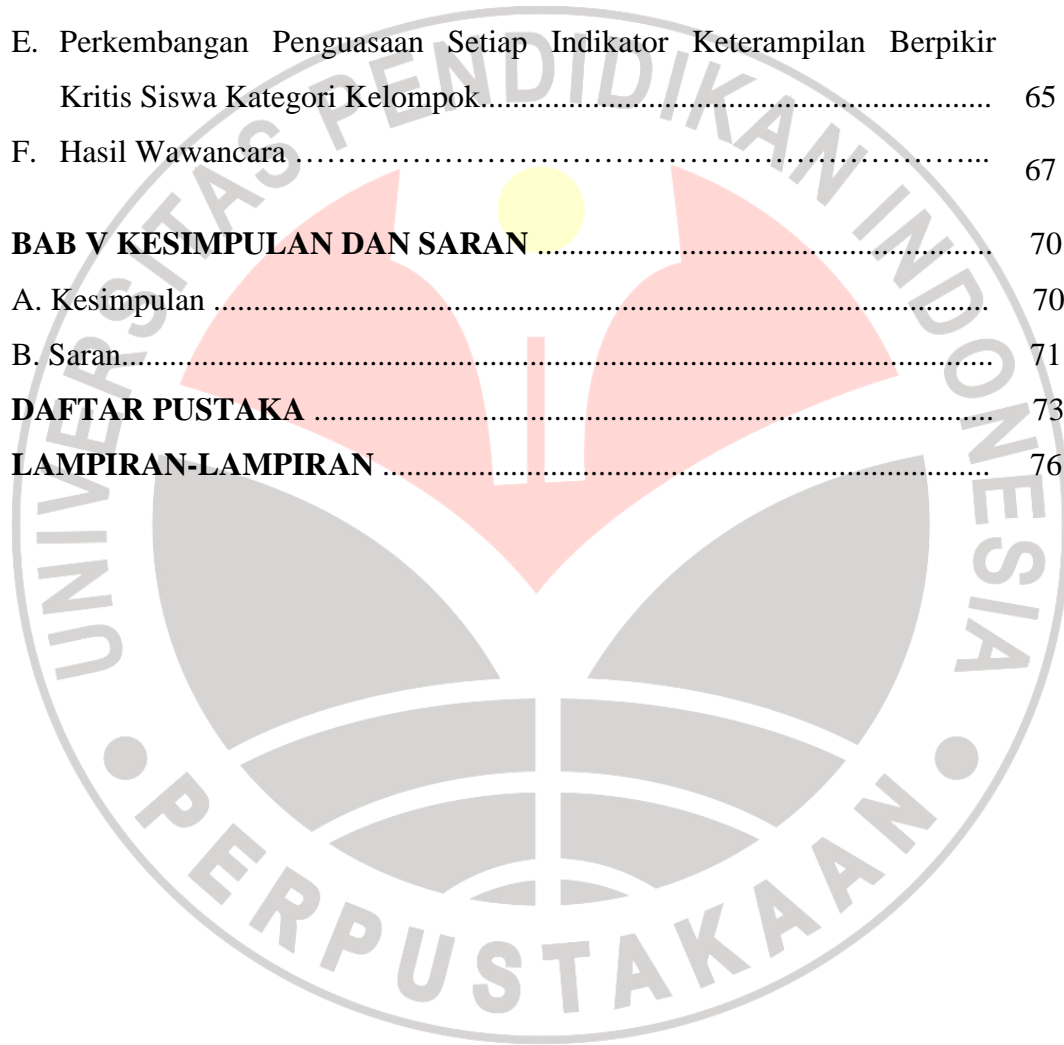 E. Perkembangan Penguasaan Setiap Indikator Keterampilan Berpikir
Kritis Siswa Kategori Kelompok.................................................................. 65
F. Hasil Wawancara ……………………………………………………………... 67
BAB V KESIMPULAN DAN SARAN ........................................................... 70
A. Kesimpulan .................................................................................................... 70
B. Saran................................................................................................................ 71
DAFTAR PUSTAKA ....................................................................................... 73
LAMPIRAN-LAMPIRAN ............................................................................... 76
UNIVERSITAS PENDIDIKAN INDONESIA
PERPUSTAKAAN